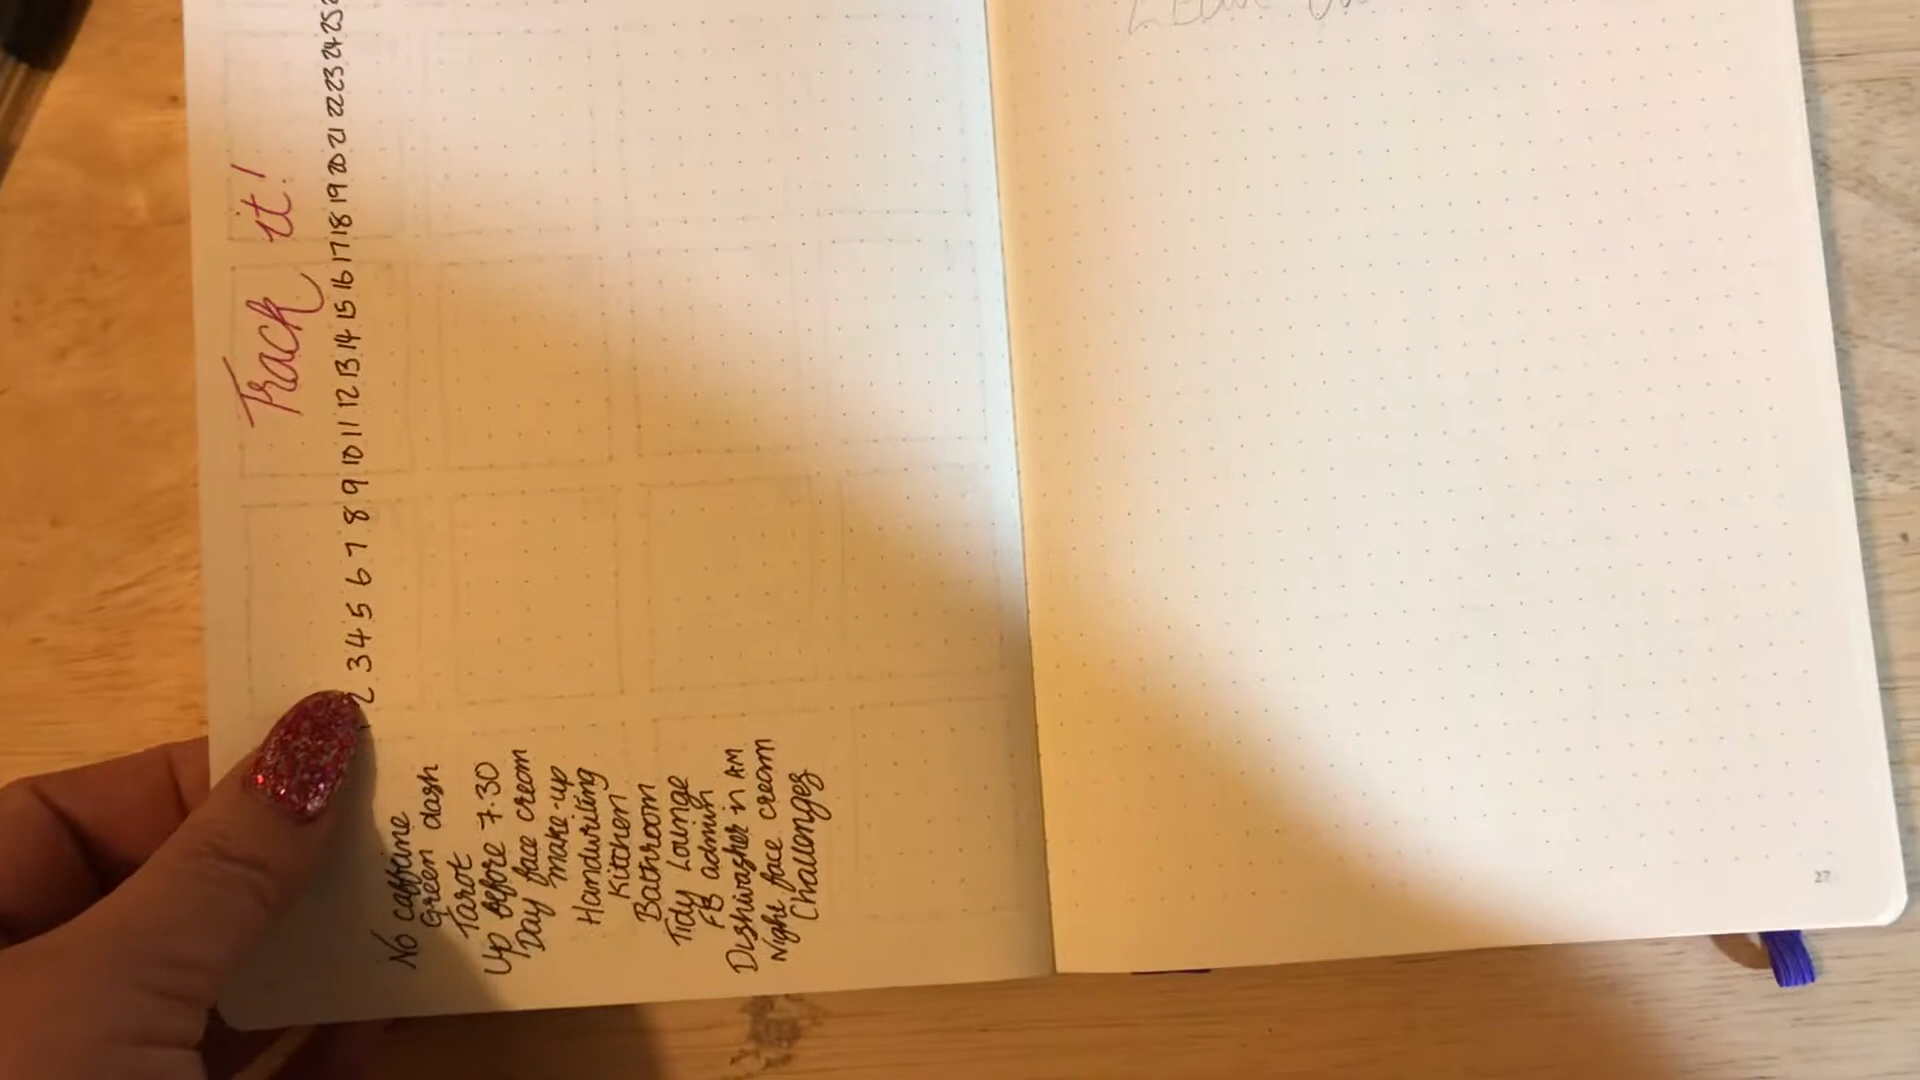 Track it!
1 2 3 4 5 6 7 8 9 10 11 12 13 14 15 16 17 18 19 20 21 22 23 24 25
No caffeine
Green dash
Tarot
Up before 7.30
Day face cream
make-up
Handwriting
Kitchen
Bathroom
Tidy Lounge
FB admin
Dishwasher in AM
Night face cream
Challenges
27